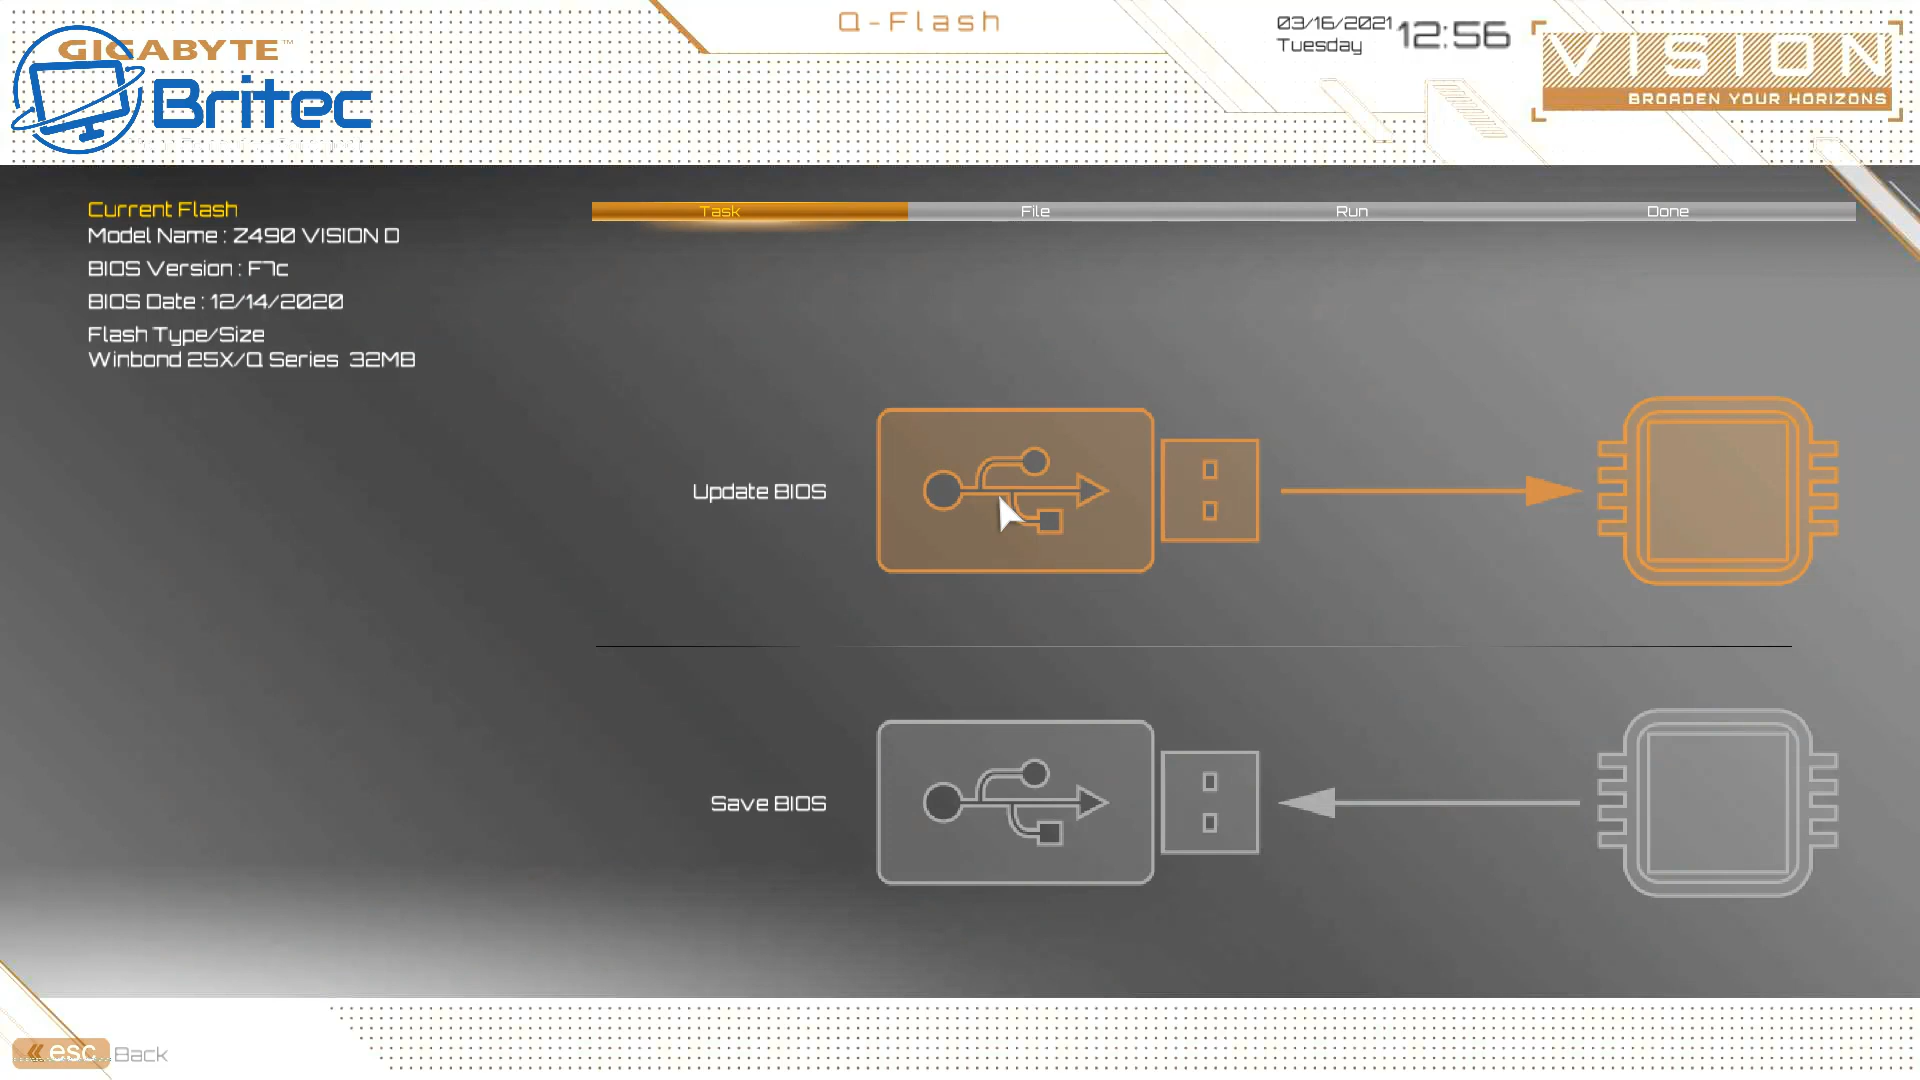 Q-Flash
03/16/2021
Tuesday
12:56
GIGABYTE™
Britec
VISION
BROADEN YOUR HORIZONS
Current Flash
Model Name : Z490 VISION D
BIOS Version : F7c
BIOS Date : 12/14/2020
Flash Type/Size
Winbond 25X/Q Series 32MB
Task
File
Run
Done
Update BIOS
Save BIOS
esc Back